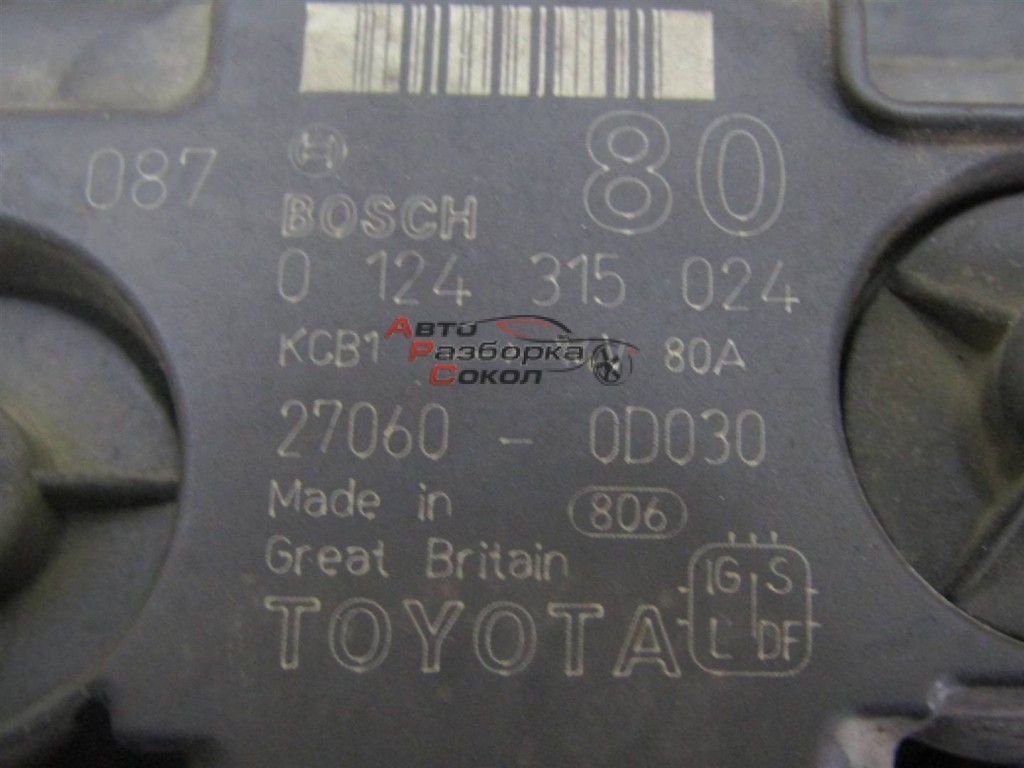 80
087
BOSCH
0 124 315 024
KCB1 80A
АВТО
РАЗБОРКА
СОКОЛ
27060 - 0D030
Made in 806
Great Britain
IG S
TOYOTA
L DF